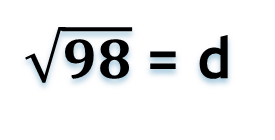 √98 = d